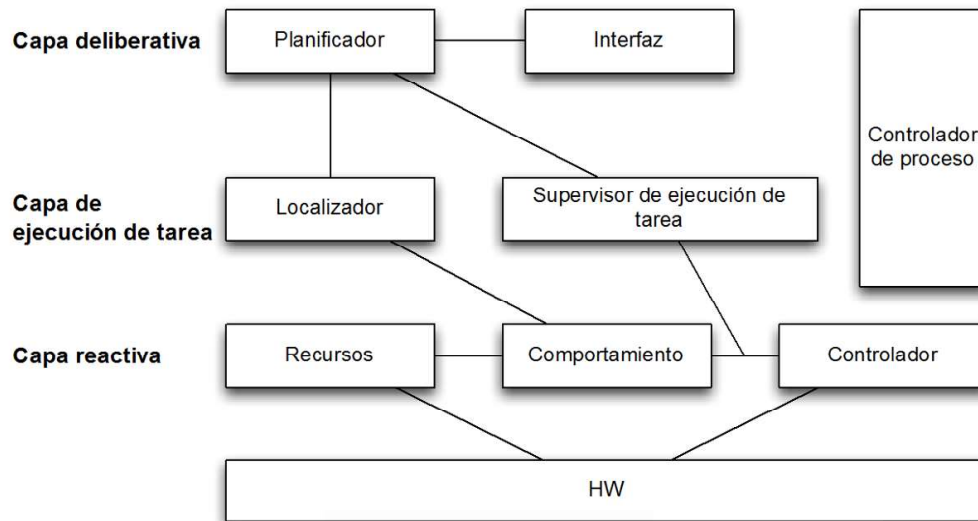 Capa deliberativa
Planificador
Interfaz
Controlador
de proceso
Capa de
ejecución de tarea
Localizador
Supervisor de ejecución de
tarea
Capa reactiva
Recursos
Comportamiento
Controlador
HW